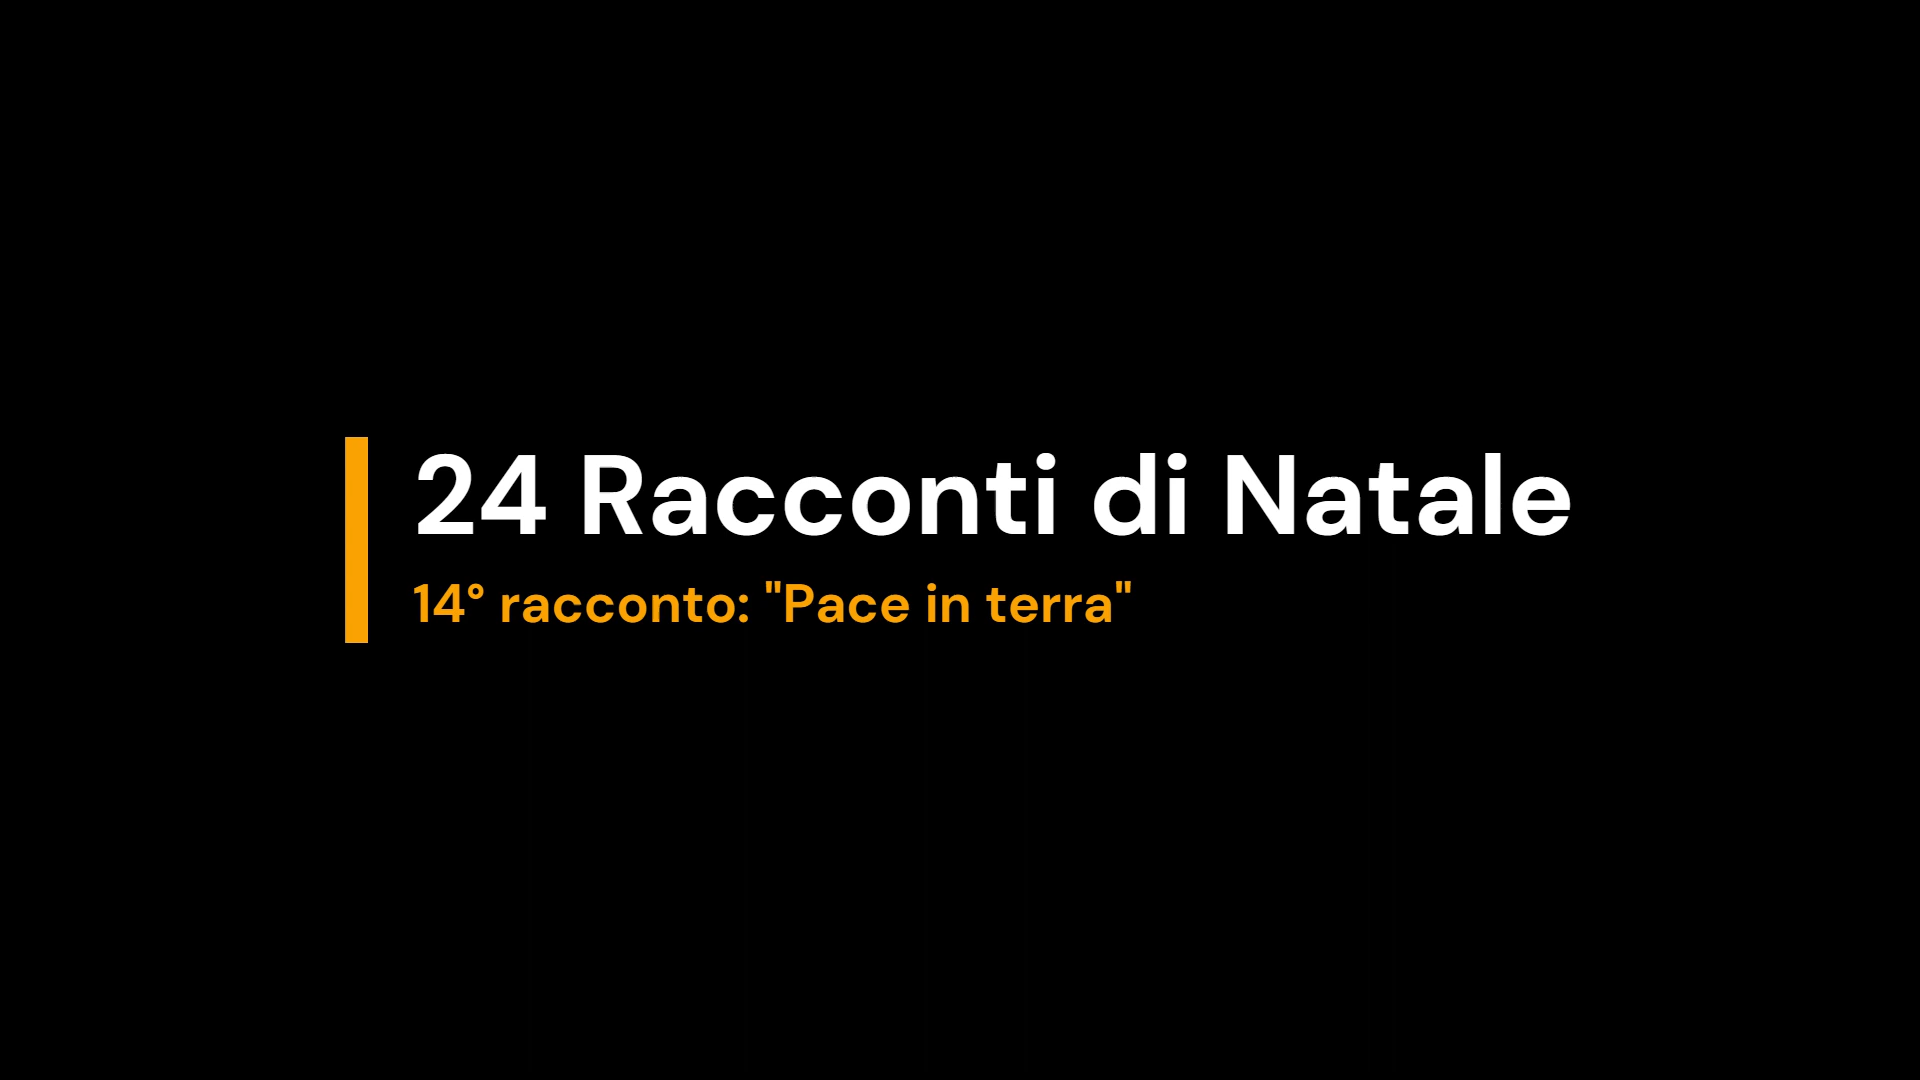 24 Racconti di Natale
14° racconto: "Pace in terra"